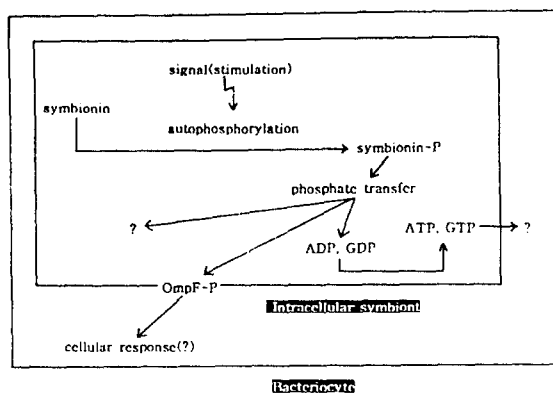 signal(stimulation)
symbionin
autophosphorylation
symbionin-P
phosphate transfer
?
ATP, GTP
?
ADP, GDP
OmpF-P
Intracellular symbiont
cellular response(?)
Bacteriocyte